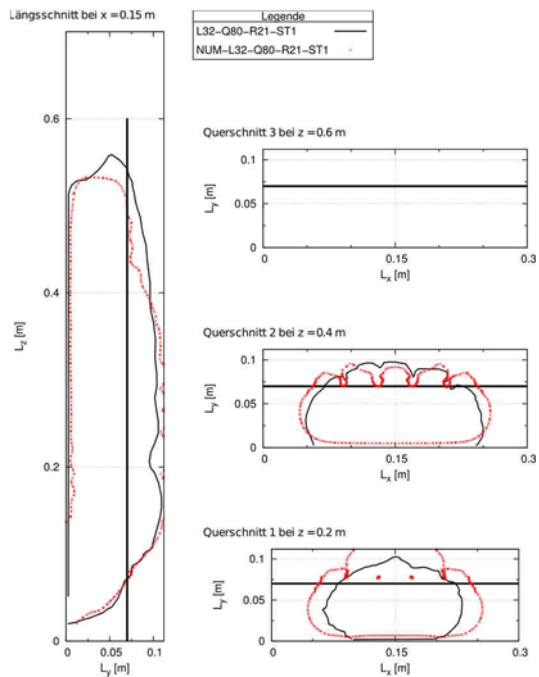 Längsschnitt bei x = 0.15 m
Legende
L32-Q80-R21-ST1
NUM-L32-Q80-R21-ST1
0.6
0.4
0.2
0
L_z [m]
0 0.05 0.1
L_y [m]
Querschnitt 3 bei z = 0.6 m
0.1
0.05
0
L_y [m]
0 0.15 0.3
L_x [m]
Querschnitt 2 bei z = 0.4 m
0.1
0.05
0
L_y [m]
0 0.15 0.3
L_x [m]
Querschnitt 1 bei z = 0.2 m
0.1
0.05
0
L_y [m]
0 0.15 0.3
L_x [m]